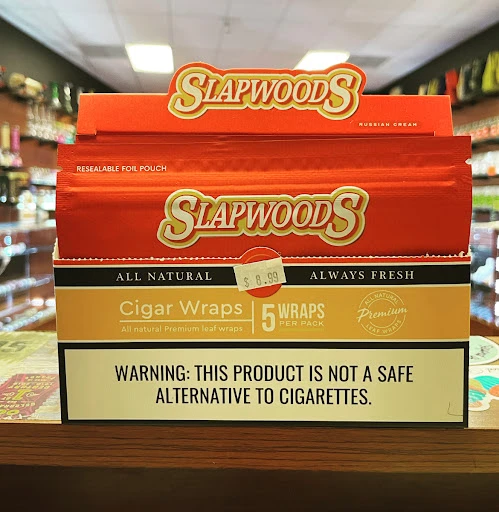 SLAPWOODS
RUSSIAN CREAM
RESEALABLE FOIL POUCH
SLAPWOODS
ALL NATURAL
$ 8.99
ALWAYS FRESH
Cigar Wraps
All natural Premium leaf wraps
5 WRAPS
PER PACK
ALL NATURAL
Premium
LEAF WRAPS
WARNING: THIS PRODUCT IS NOT A SAFE
ALTERNATIVE TO CIGARETTES.